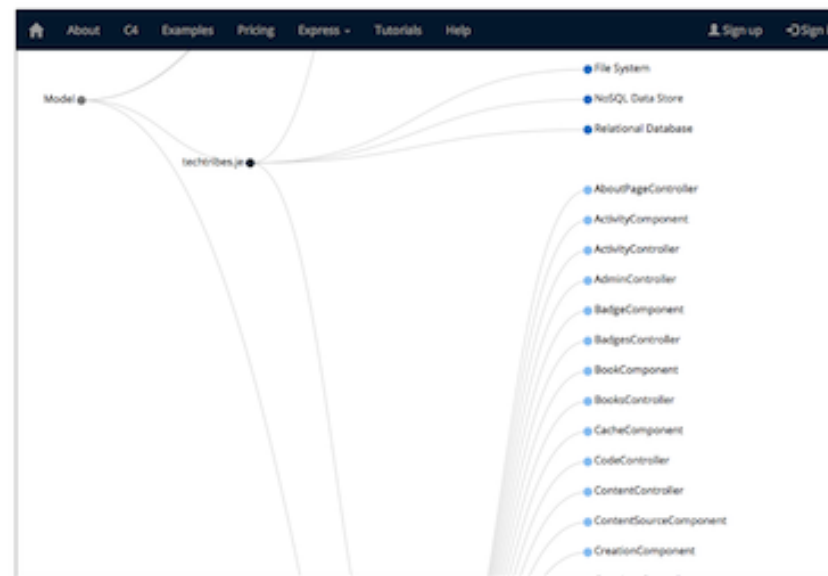 About C4 Examples Pricing Express Tutorials Help Sign up Sign
File System
Model NoSQL Data Store
Relational Database
techtribes.je
AboutPageController
ActivityComponent
ActivityController
AdminController
BadgeComponent
BadgesController
BookComponent
BooksController
CacheComponent
CodeController
ContentController
ContentSourceComponent
CreationComponent